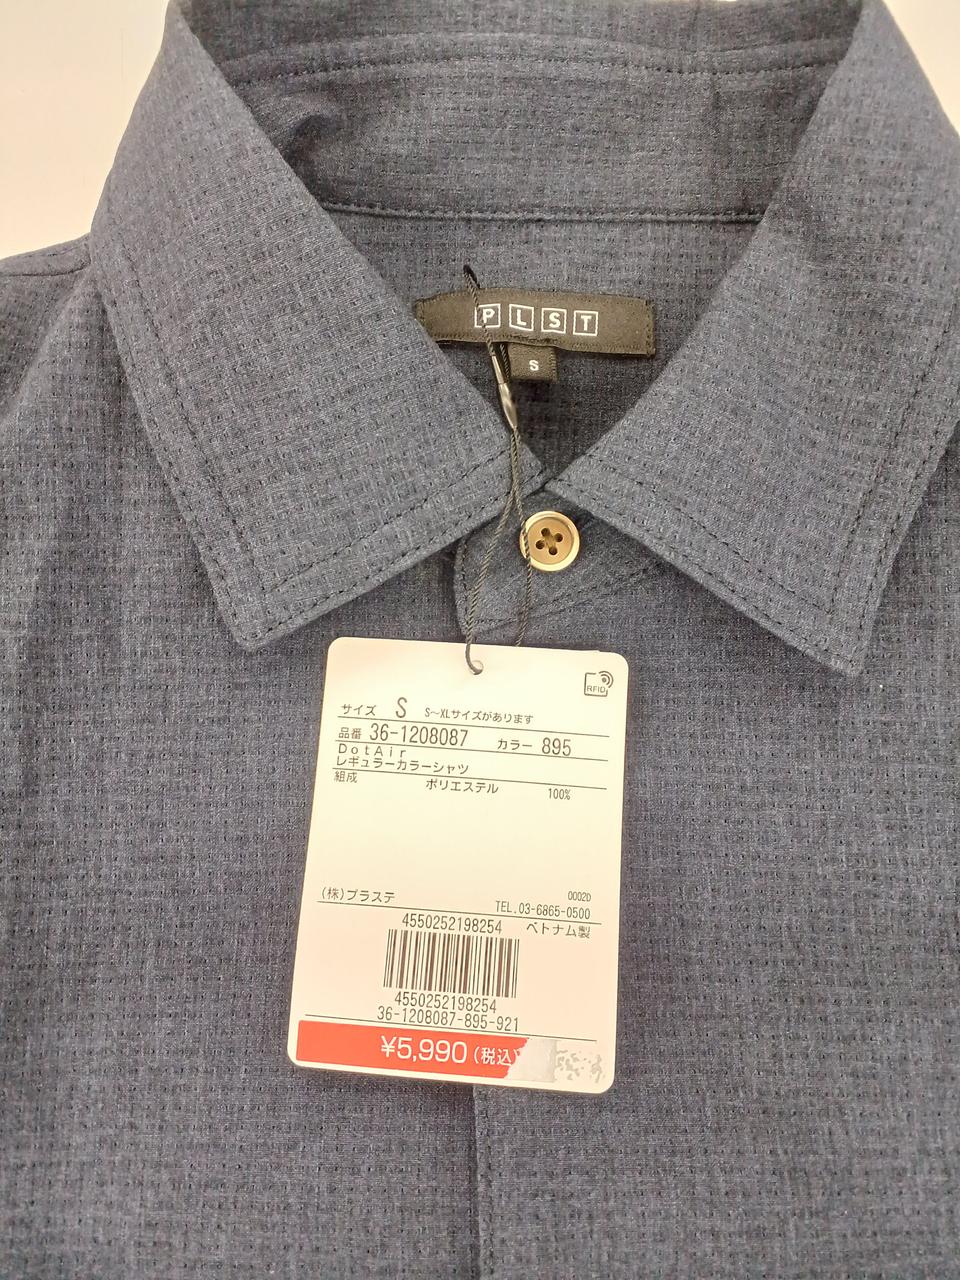 PLST
S
RFID
サイズ S S～XLサイズがあります
品番 36-1208087 カラー 895
DotAir
レギュラーカラーシャツ
組成 ポリエステル 100%
(株)プラステ 0002D
TEL.03-6865-0500
4550252198254 ベトナム製
4550252198254
36-1208087-895-921
¥5,990(税込)